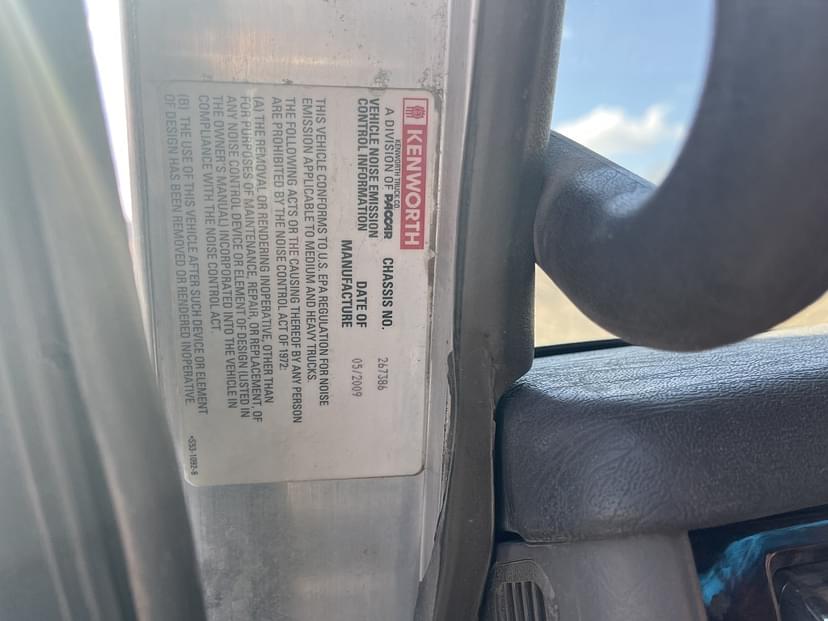 KENWORTH
KENWORTH TRUCK CO.
A DIVISION OF PACCAR
VEHICLE NOISE EMISSION
CONTROL INFORMATION
CHASSIS NO. 267386
DATE OF
MANUFACTURE 05/2009
THIS VEHICLE CONFORMS TO U.S. EPA REGULATION FOR NOISE
EMISSION APPLICABLE TO MEDIUM AND HEAVY TRUCKS.
THE FOLLOWING ACTS OR THE CAUSING THEREOF BY ANY PERSON
ARE PROHIBITED BY THE NOISE CONTROL ACT OF 1972:
(A) THE REMOVAL OR RENDERING INOPERATIVE, OTHER THAN
FOR PURPOSES OF MAINTENANCE, REPAIR, OR REPLACEMENT, OF
ANY NOISE CONTROL DEVICE OR ELEMENT OF DESIGN (LISTED IN
THE OWNER'S MANUAL) INCORPORATED INTO THE VEHICLE IN
COMPLIANCE WITH THE NOISE CONTROL ACT.
(B) THE USE OF THIS VEHICLE AFTER SUCH DEVICE OR ELEMENT
OF DESIGN HAS BEEN REMOVED OR RENDERED INOPERATIVE.